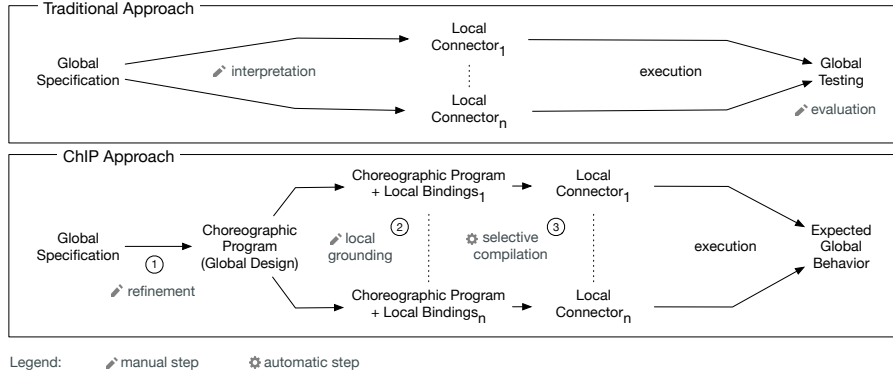 Traditional Approach
Global
Specification
interpretation
Local
Connector1
Local
Connectorn
execution
Global
Testing
evaluation
ChIP Approach
Global
Specification
1
refinement
Choreographic
Program
(Global Design)
Choreographic Program
+ Local Bindings1
2
local
grounding
Choreographic Program
+ Local Bindingsn
3
selective
compilation
Local
Connector1
Local
Connectorn
execution
Expected
Global
Behavior
Legend: manual step automatic step